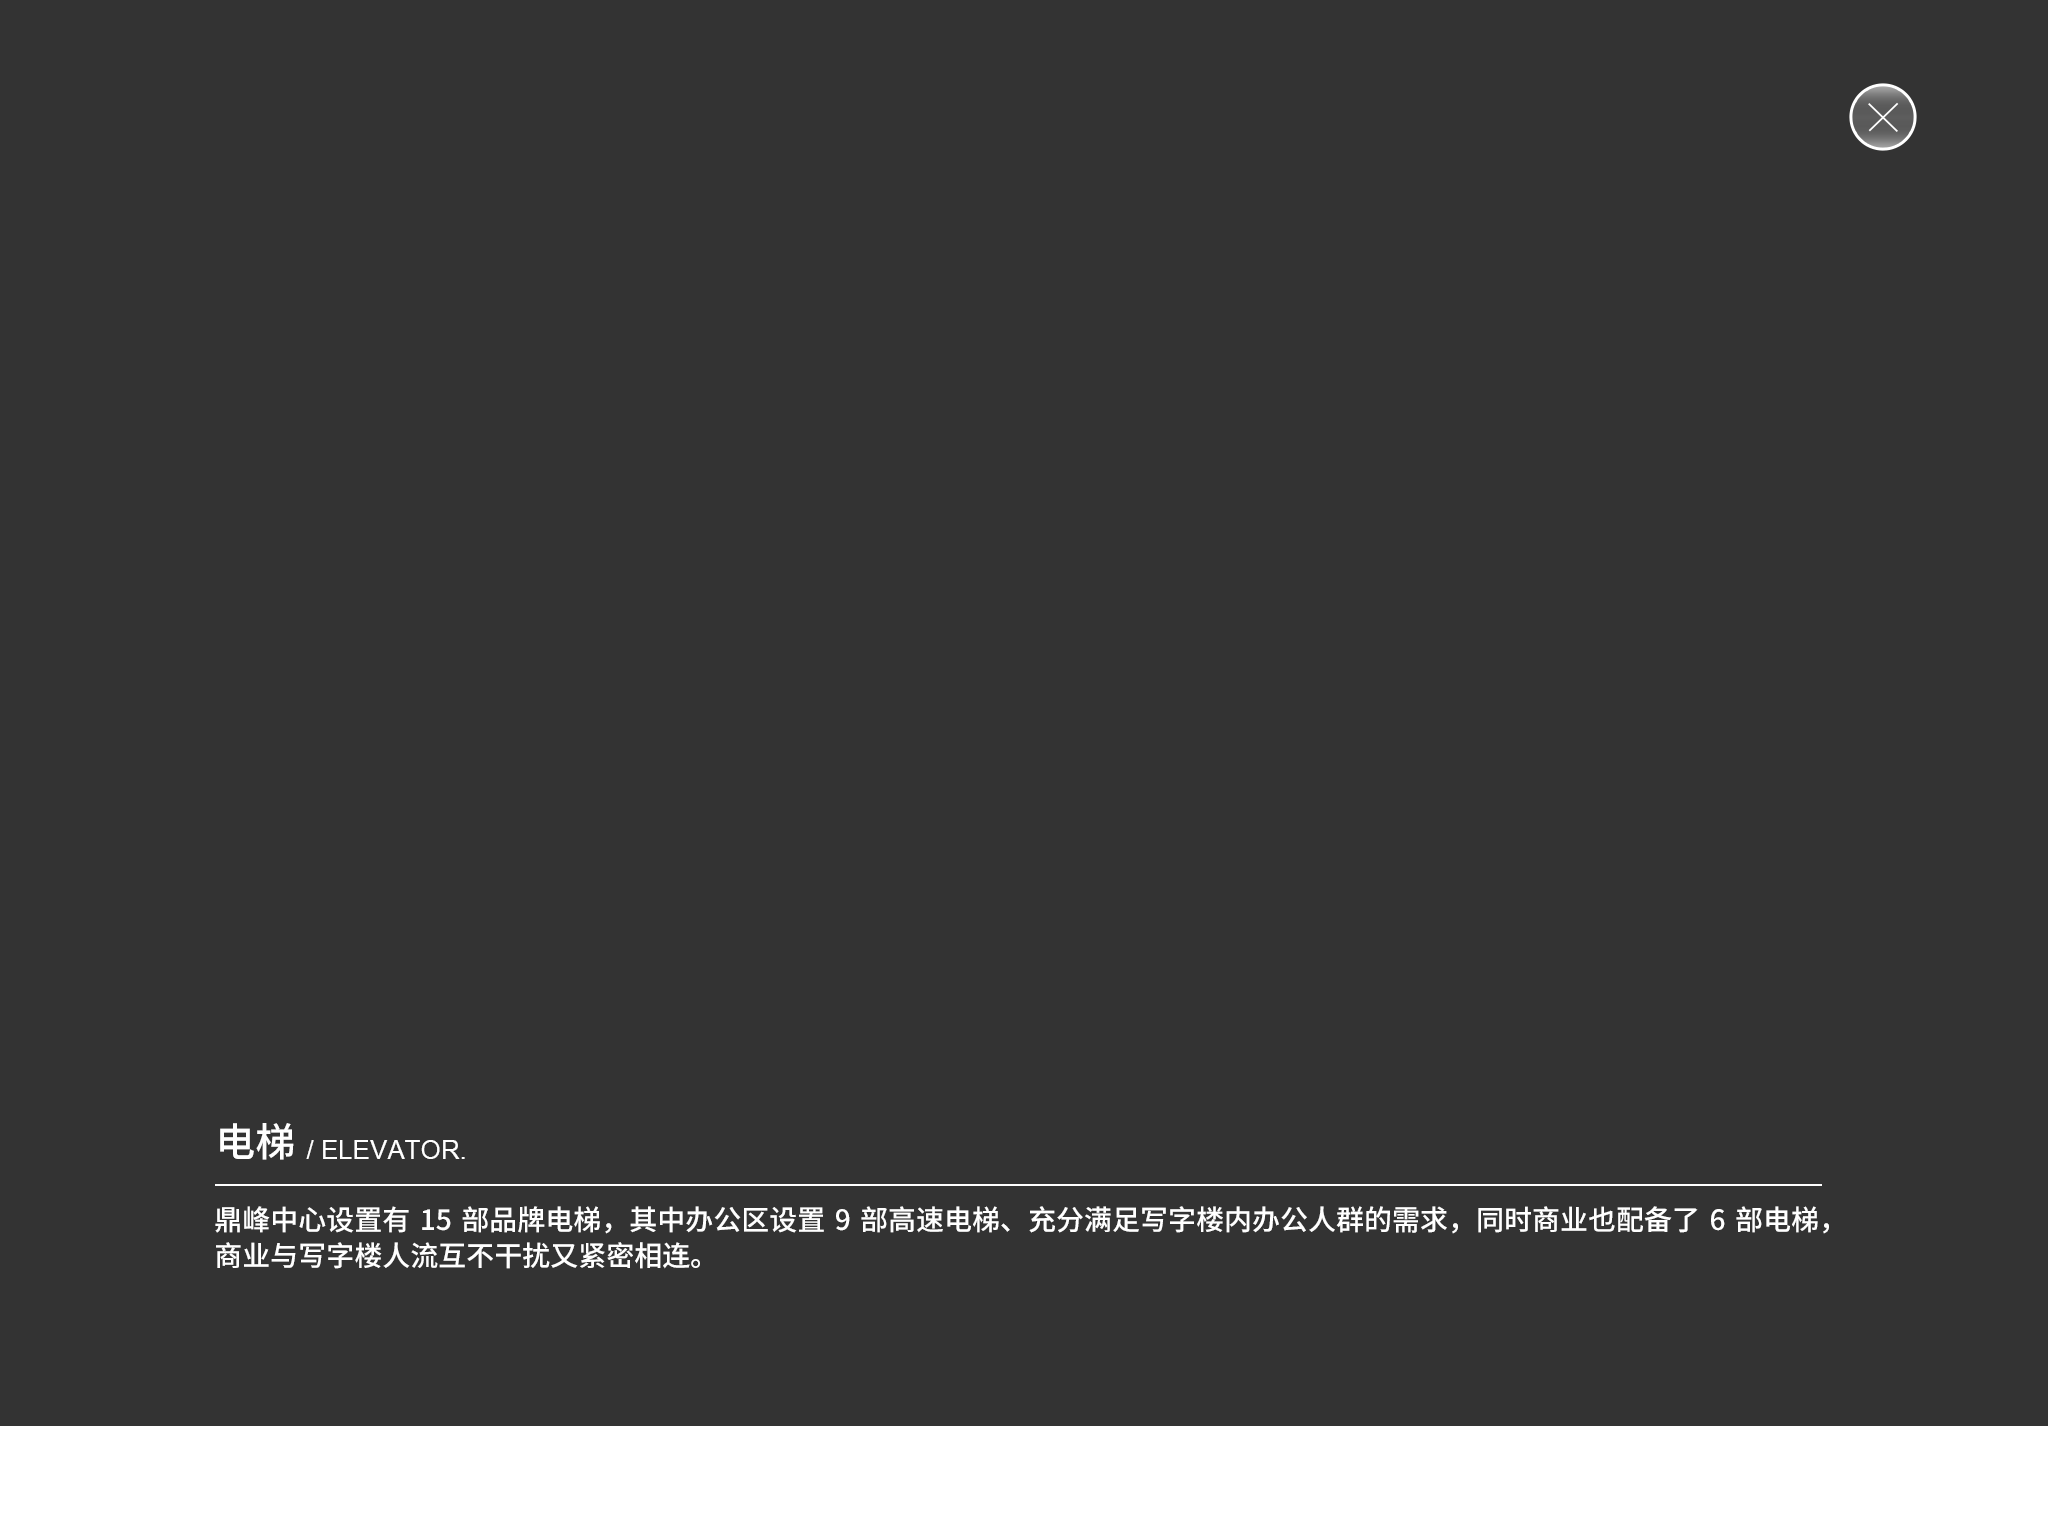 电梯 / ELEVATOR.
鼎峰中心设置有 15 部品牌电梯，其中办公区设置 9 部高速电梯、充分满足写字楼内办公人群的需求，同时商业也配备了 6 部电梯，
商业与写字楼人流互不干扰又紧密相连。